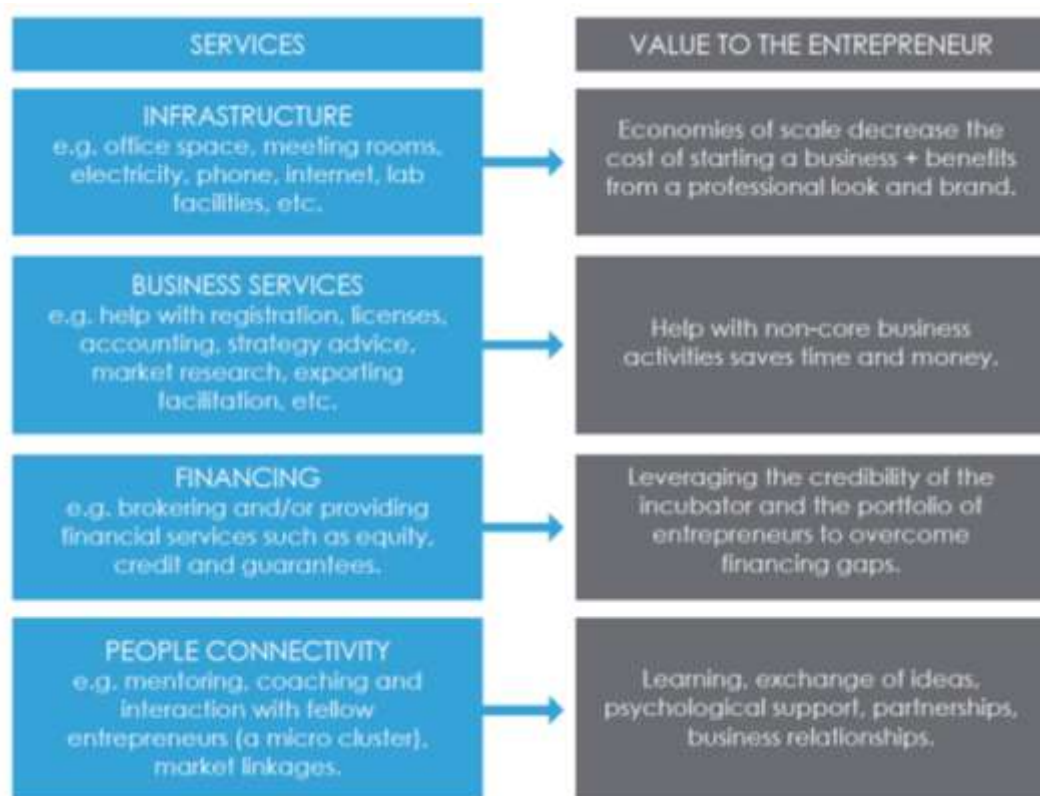 SERVICES
VALUE TO THE ENTREPRENEUR
INFRASTRUCTURE
e.g. office space, meeting rooms,
electricity, phone, internet, lab
facilities, etc.
Economies of scale decrease the
cost of starting a business + benefits
from a professional look and brand.
BUSINESS SERVICES
e.g. help with registration, licenses,
accounting, strategy advice,
market research, exporting
facilitation, etc.
Help with non-core business
activities saves time and money.
FINANCING
e.g. brokering and/or providing
financial services such as equity,
credit and guarantees.
Leveraging the credibility of the
incubator and the portfolio of
entrepreneurs to overcome
financing gaps.
PEOPLE CONNECTIVITY
e.g. mentoring, coaching and
interaction with fellow
entrepreneurs (a micro cluster),
market linkages.
Learning, exchange of ideas,
psychological support, partnerships,
business relationships.